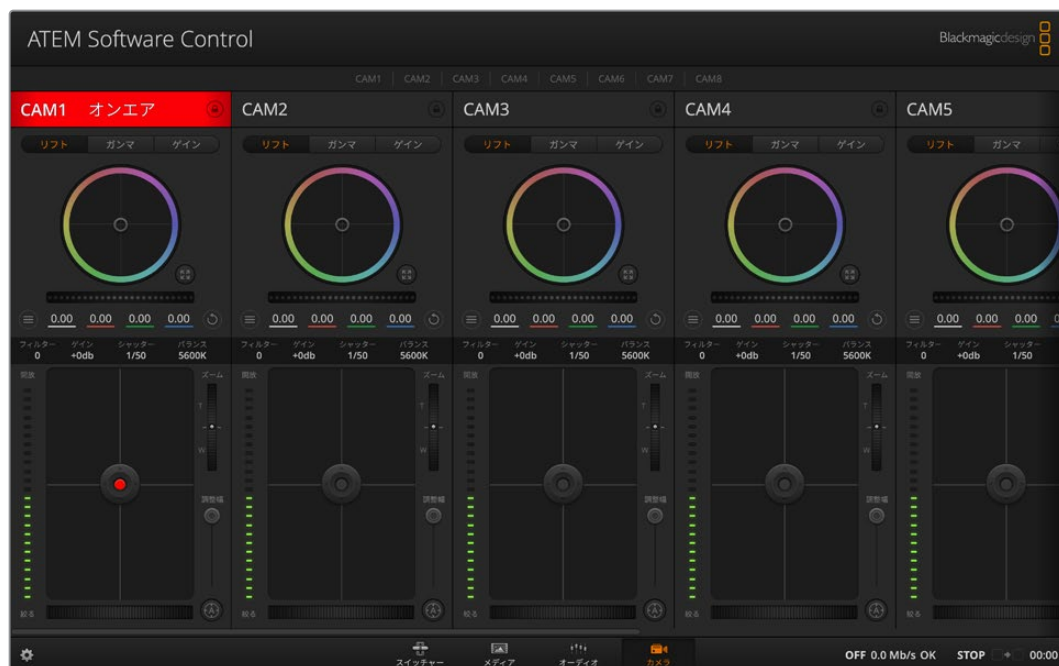 ATEM Software Control
Blackmagicdesign
CAM1 CAM2 CAM3 CAM4 CAM5 CAM6 CAM7 CAM8
CAM1 オンエア CAM2 CAM3 CAM4 CAM5
リフト ガンマ ゲイン リフト ガンマ ゲイン リフト ガンマ ゲイン リフト ガンマ ゲイン リフト ガンマ
0.00 0.00 0.00 0.00 0.00 0.00 0.00 0.00 0.00 0.00 0.00 0.00 0.00 0.00 0.00 0.00 0.00 0.00 0.00
フィルター ゲイン シャッター バランス フィルター ゲイン シャッター バランス フィルター ゲイン シャッター バランス フィルター ゲイン シャッター バランス フィルター ゲイン シャッター
0 +0db 1/50 5600K 0 +0db 1/50 5600K 0 +0db 1/50 5600K 0 +0db 1/50 5600K 0 +0db 1/50
開放 ズーム 開放 ズーム 開放 ズーム 開放 ズーム 開放
T T T T
W W W W
調整幅 調整幅 調整幅 調整幅
絞る 絞る 絞る 絞る 絞る
スイッチャー メディア オーディオ カメラ
OFF 0.0 Mb/s OK STOP 00:00